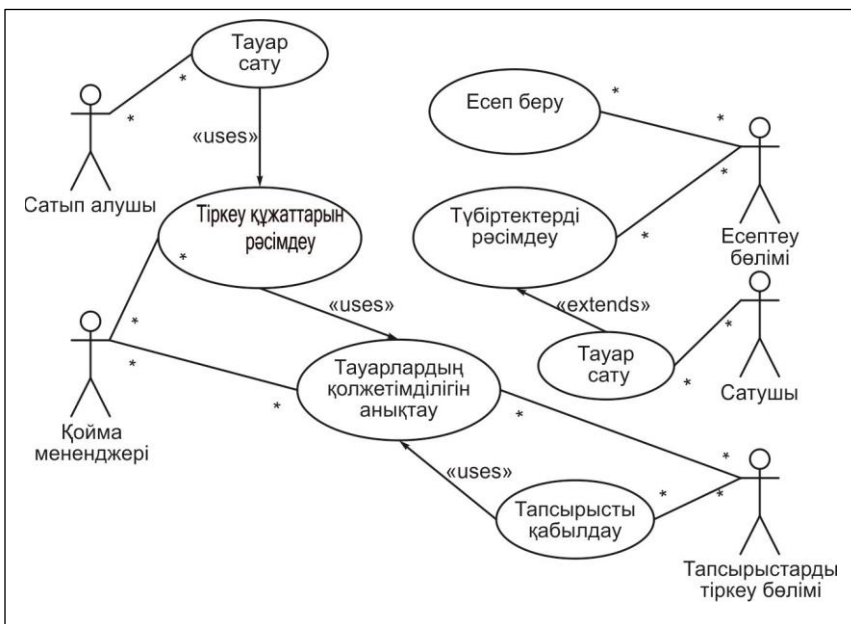 Тауар
сату
*
*
Сатып алушы
«uses»
Есеп беру
*
*
Тіркеу құжаттарын
рәсімдеу
*
*
Түбіртектерді
рәсімдеу
*
*
Есептеу
бөлімі
«uses»
«extends»
*
*
Тауар
сату
Сатушы
Қойма
мененджері
*
*
Тауарлардың
қолжетімділігін
анықтау
*
*
«uses»
Тапсырысты
қабылдау
*
*
Тапсырыстарды
тіркеу бөлімі